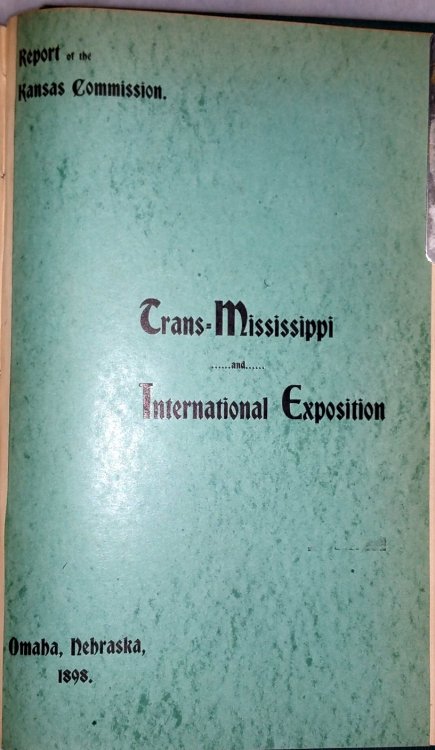 Report of the
Kansas Commission.
Trans=Mississippi
......and......
International Exposition
Omaha, Nebraska,
1898.